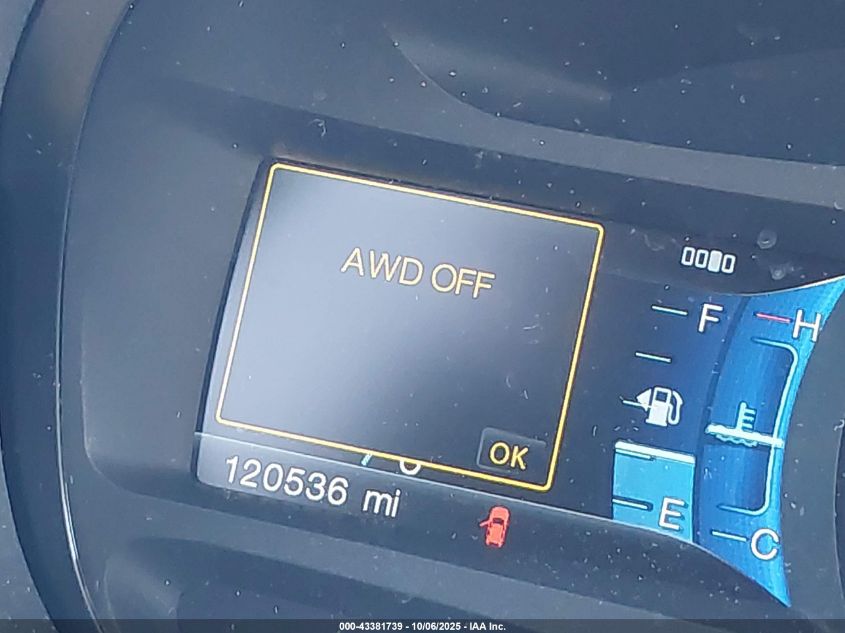 AWD OFF
OK
120536 mi
F
E
H
C
000-43381739 - 10/06/2025 - IAA Inc.